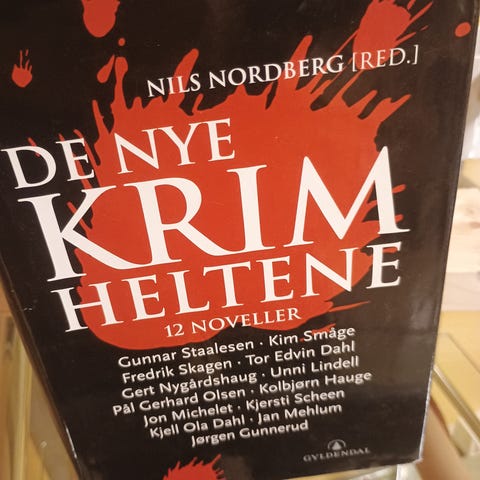 NILS NORDBERG [RED.]
DE NYE
KRIM
HELTENE
12 NOVELLER
Gunnar Staalesen · Kim Småge
Fredrik Skagen · Tor Edvin Dahl
Gert Nygårdshaug · Unni Lindell
Pål Gerhard Olsen · Kolbjørn Hauge
Jon Michelet · Kjersti Scheen
Kjell Ola Dahl · Jan Mehlum
Jørgen Gunnerud
GYLDENDAL